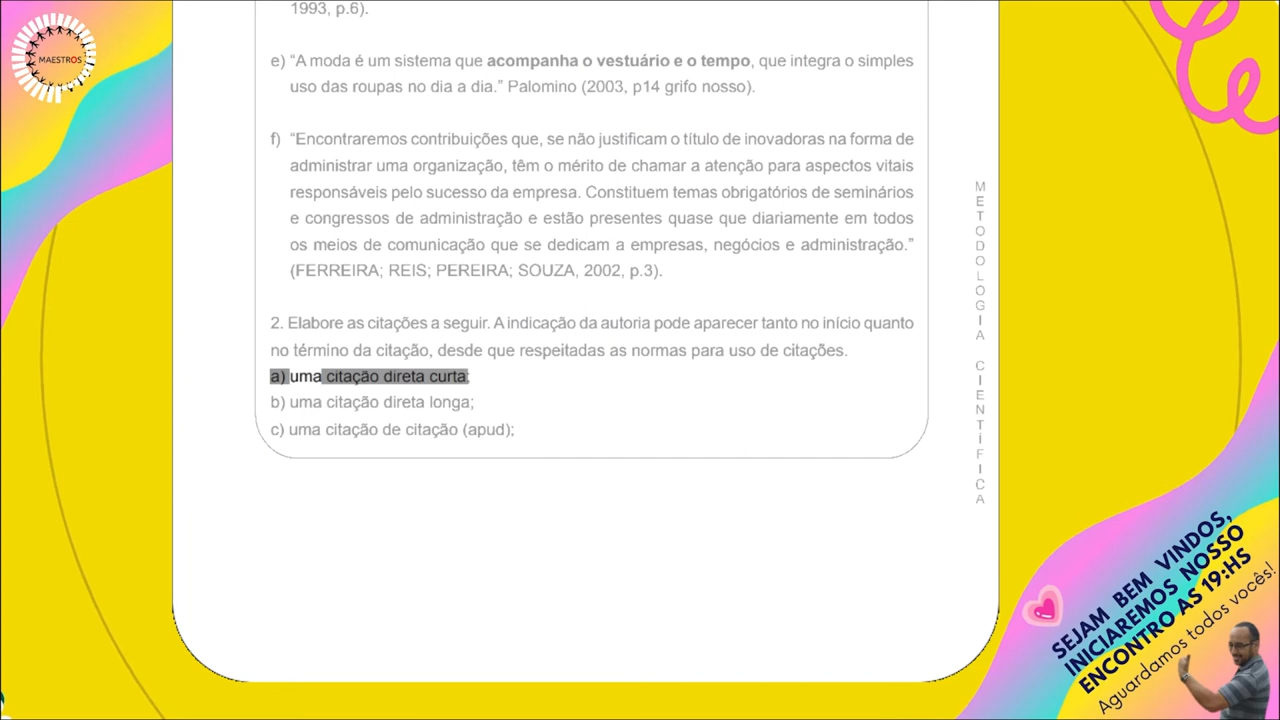 MAESTROS
1993, p.6).
e) “A moda é um sistema que acompanha o vestuário e o tempo, que integra o simples
uso das roupas no dia a dia.” Palomino (2003, p14 grifo nosso).
f) “Encontraremos contribuições que, se não justificam o título de inovadoras na forma de
administrar uma organização, têm o mérito de chamar a atenção para aspectos vitais
responsáveis pelo sucesso da empresa. Constituem temas obrigatórios de seminários
e congressos de administração e estão presentes quase que diariamente em todos
os meios de comunicação que se dedicam a empresas, negócios e administração.”
(FERREIRA; REIS; PEREIRA; SOUZA, 2002, p.3).
2. Elabore as citações a seguir. A indicação da autoria pode aparecer tanto no início quanto
no término da citação, desde que respeitadas as normas para uso de citações.
a) uma citação direta curta;
b) uma citação direta longa;
c) uma citação de citação (apud);
METODOLOGIA CIENTÍFICA
SEJAM BEM VINDOS,
INICIAREMOS NOSSO
ENCONTRO AS 19:HS
Aguardamos todos vocês!